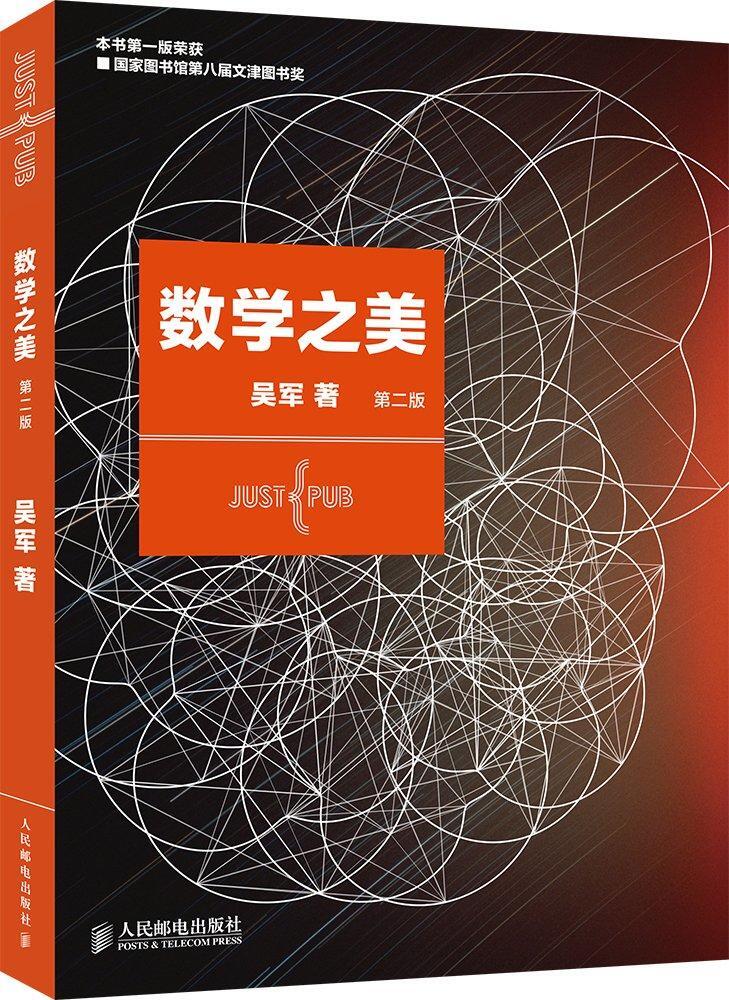 本书第一版荣获
■ 国家图书馆第八届文津图书奖
数学之美
吴军 著 第二版
JUST PUB
人民邮电出版社
POSTS & TELECOM PRESS
JUST PUB
数学之美 第二版
吴军 著
人民邮电出版社